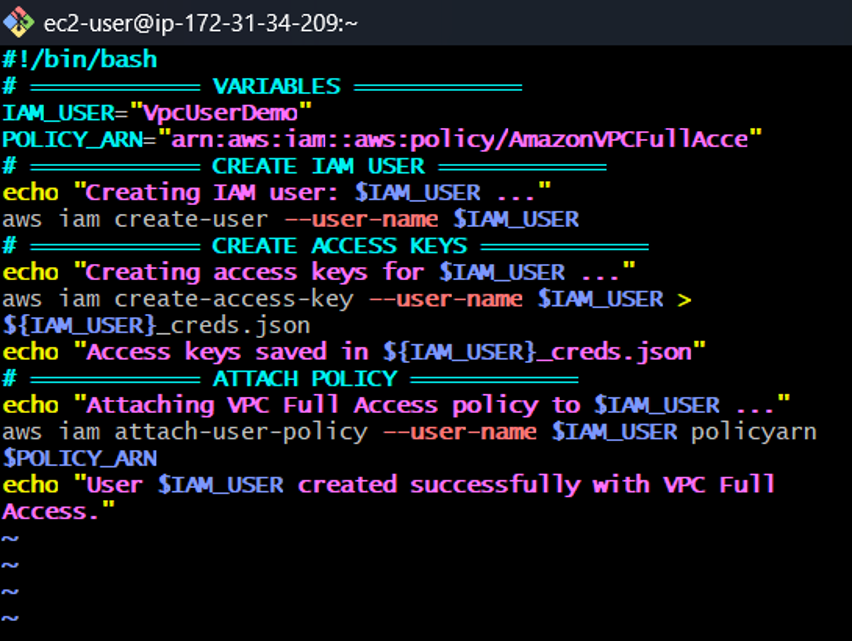 ec2-user@ip-172-31-34-209:~
#!/bin/bash
# ============ VARIABLES ============
IAM_USER="VpcUserDemo"
POLICY_ARN="arn:aws:iam::aws:policy/AmazonVPCFullAcce"
# ============ CREATE IAM USER ============
echo "Creating IAM user: $IAM_USER ..."
aws iam create-user --user-name $IAM_USER
# ============ CREATE ACCESS KEYS ============
echo "Creating access keys for $IAM_USER ..."
aws iam create-access-key --user-name $IAM_USER >
${IAM_USER}_creds.json
echo "Access keys saved in ${IAM_USER}_creds.json"
# ============ ATTACH POLICY ============
echo "Attaching VPC Full Access policy to $IAM_USER ..."
aws iam attach-user-policy --user-name $IAM_USER policyarn
$POLICY_ARN
echo "User $IAM_USER created successfully with VPC Full
Access."
~
~
~
~